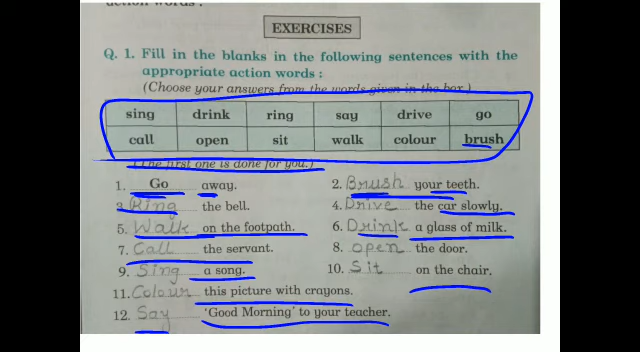 action words :
EXERCISES
Q. 1. Fill in the blanks in the following sentences with the
appropriate action words :
(Choose your answers from the words given in the box.)
sing drink ring say drive go
call open sit walk colour brush
(The first one is done for you.)
1. Go away. 2. Brush your teeth.
3. Ring the bell. 4. Drive the car slowly.
5. Walk on the footpath. 6. Drink a glass of milk.
7. Call the servant. 8. open the door.
9. Sing a song. 10. Sit on the chair.
11. Colour this picture with crayons.
12. Say 'Good Morning' to your teacher.